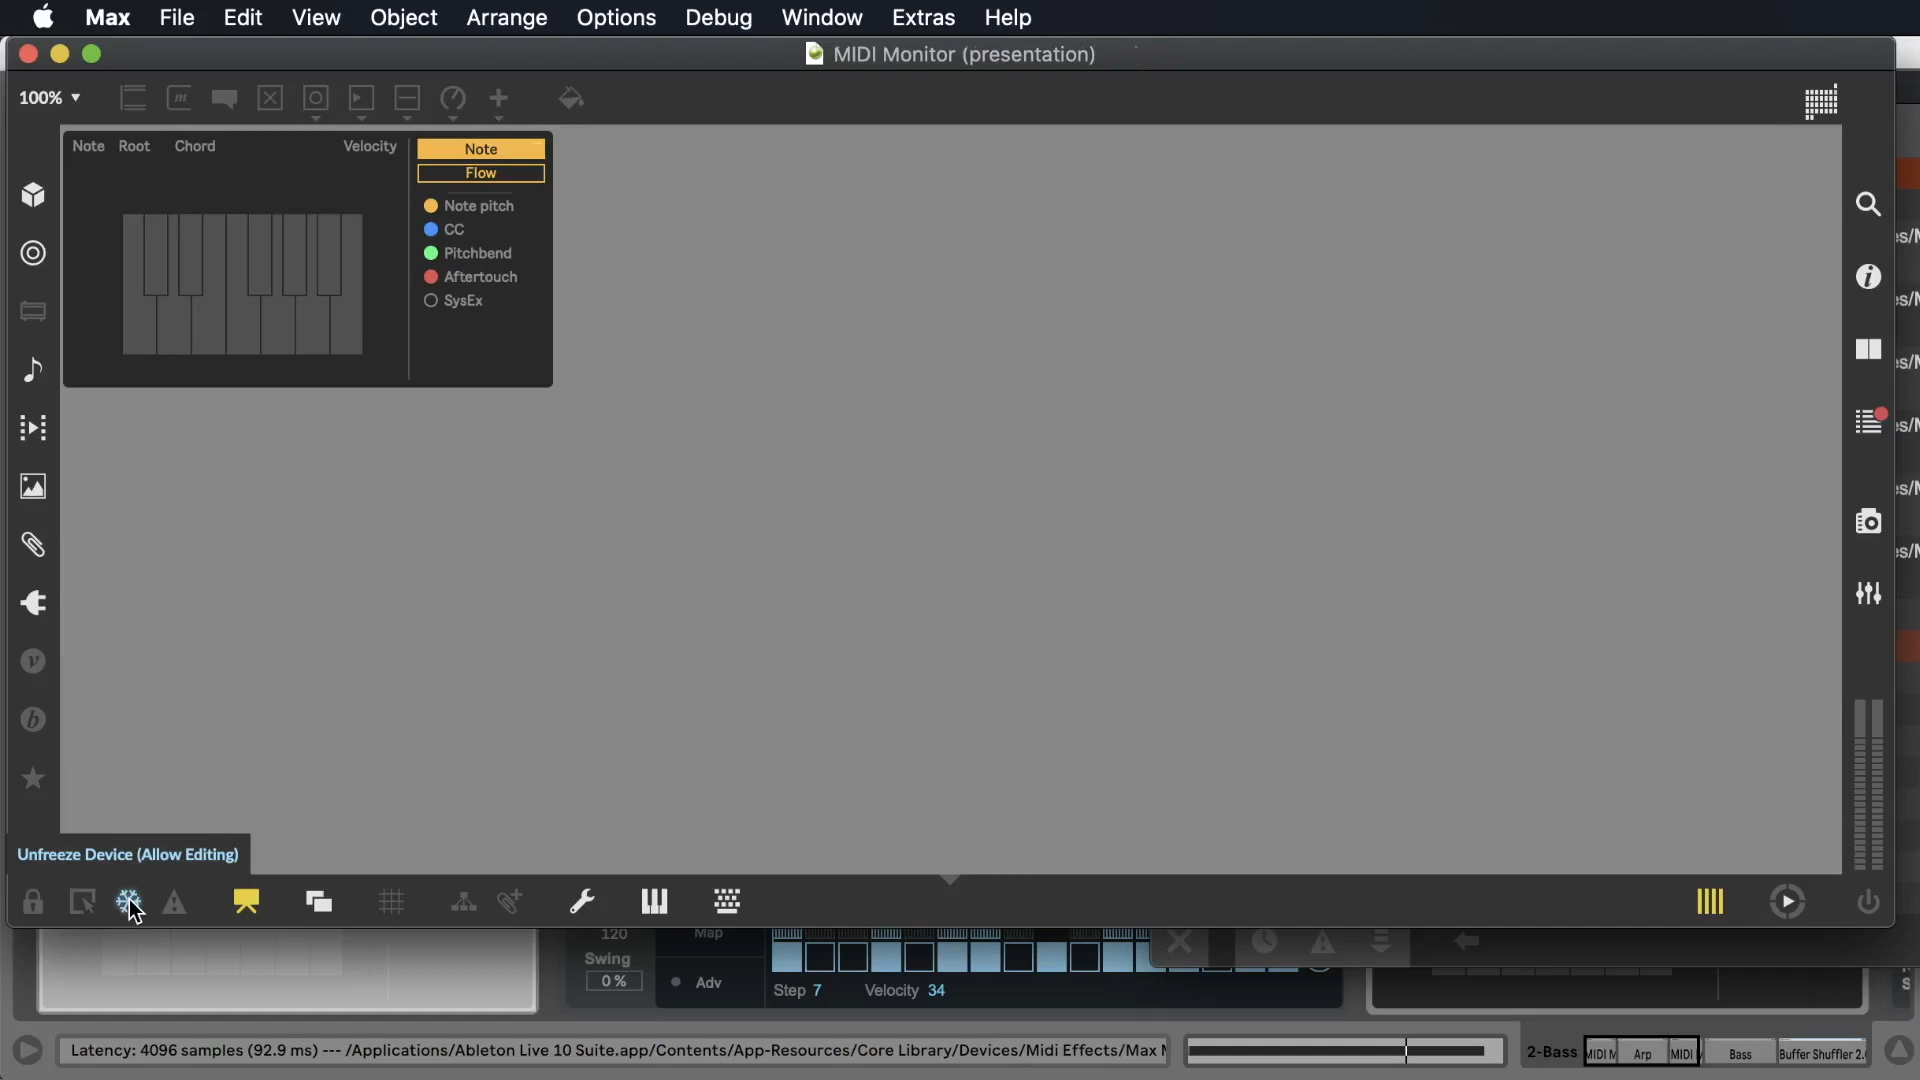 Max File Edit View Object Arrange Options Debug Window Extras Help
MIDI Monitor (presentation)
100%
Note Root Chord Velocity
Note
Flow
Note pitch
CC
Pitchbend
Aftertouch
SysEx
Unfreeze Device (Allow Editing)
120
Map
Swing
0 %
Adv
Step 7 Velocity 34
Latency: 4096 samples (92.9 ms) --- /Applications/Ableton Live 10 Suite.app/Contents/App-Resources/Core Library/Devices/Midi Effects/Max
2-Bass MIDI Arp MIDI Bass Buffer Shuffler 2.